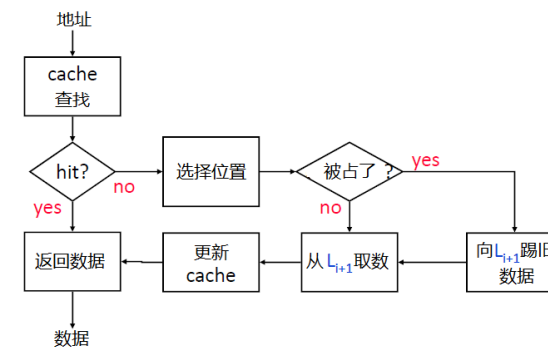 地址
cache
查找
hit?
no
yes
选择位置
被占了？
yes
no
返回数据
更新
cache
从 Li+1取数
向Li+1踢旧
数据
数据